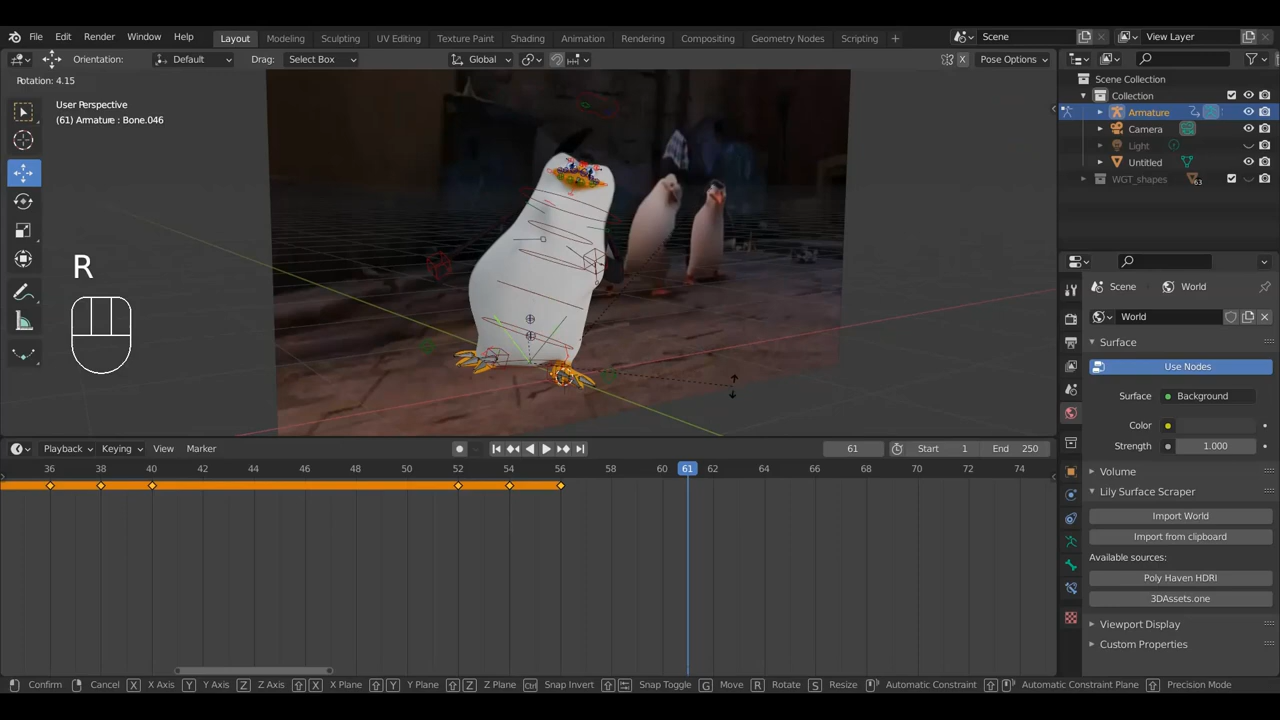 File Edit Render Window Help Layout Modeling Sculpting UV Editing Texture Paint Shading Animation Rendering Compositing Geometry Nodes Scripting + Scene View Layer
Orientation: Default Drag: Select Box Global X Pose Options
Rotation: 4.15
User Perspective
(61) Armature : Bone.046
R
Scene Collection
Collection
Armature
Camera
Light
Untitled
WGT_shapes 63
Scene World
World
Surface
Use Nodes
Surface Background
Color
Strength 1.000
Volume
Lily Surface Scraper
Import World
Import from clipboard
Available sources:
Poly Haven HDRI
3DAssets.one
Viewport Display
Custom Properties
Playback Keying View Marker 61 Start 1 End 250
36 38 40 42 44 46 48 50 52 54 56 58 60 61 62 64 66 68 70 72 74
Confirm Cancel X X Axis Y Y Axis Z Z Axis X X Plane Y Y Plane Z Z Plane Ctrl Snap Invert Snap Toggle G Move R Rotate S Resize Automatic Constraint Automatic Constraint Plane Precision Mode